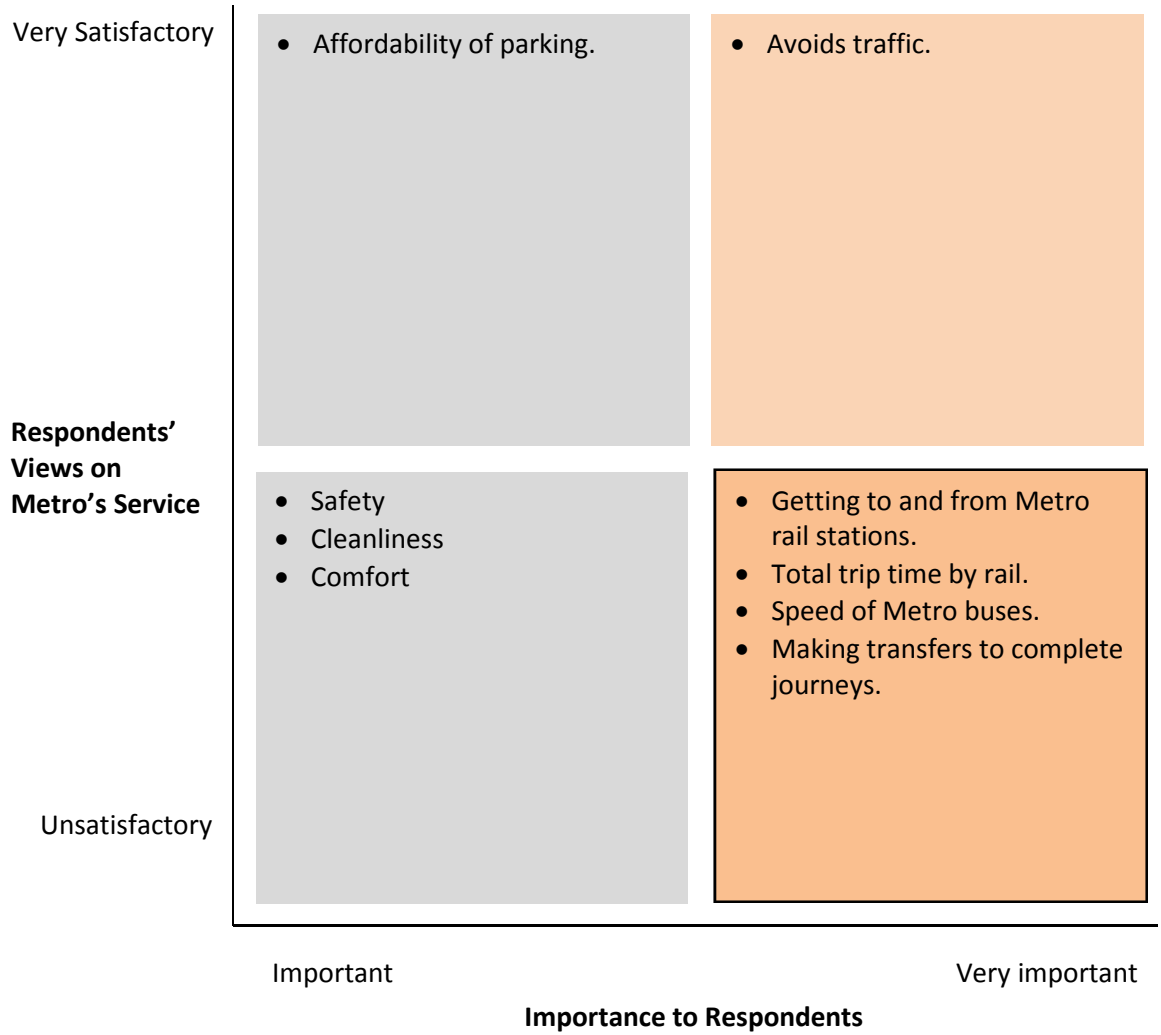 Very Satisfactory
• Affordability of parking.
• Avoids traffic.
Respondents’
Views on
Metro’s Service
• Safety
• Cleanliness
• Comfort
• Getting to and from Metro
rail stations.
• Total trip time by rail.
• Speed of Metro buses.
• Making transfers to complete
journeys.
Unsatisfactory
Important
Very important
Importance to Respondents